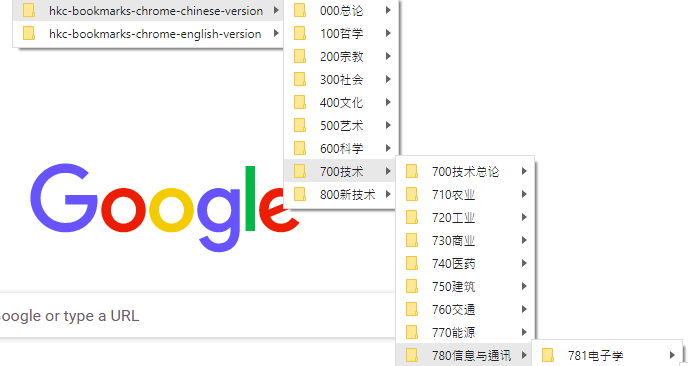 hkc-bookmarks-chrome-chinese-version
hkc-bookmarks-chrome-english-version
000总论
100哲学
200宗教
300社会
400文化
500艺术
600科学
700技术
800新技术
Google
oogle or type a URL
700技术总论
710农业
720工业
730商业
740医药
750建筑
760交通
770能源
780信息与通讯
781电子学